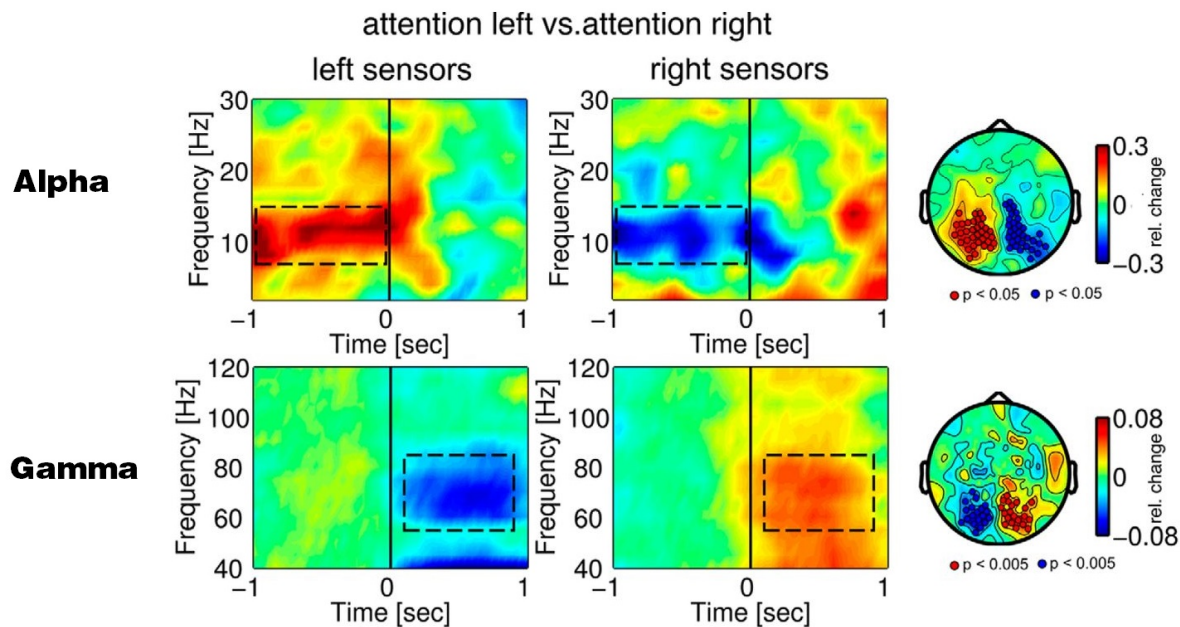 attention left vs.attention right
left sensors
right sensors
Alpha
Frequency [Hz]
30
20
10
−1
0
1
Time [sec]
Frequency [Hz]
30
20
10
−1
0
1
Time [sec]
0.3
0
−0.3
rel. change
p < 0.05 p < 0.05
Gamma
Frequency [Hz]
120
100
80
60
40
−1
0
1
Time [sec]
Frequency [Hz]
120
100
80
60
40
−1
0
1
Time [sec]
0.08
0
−0.08
rel. change
p < 0.005 p < 0.005